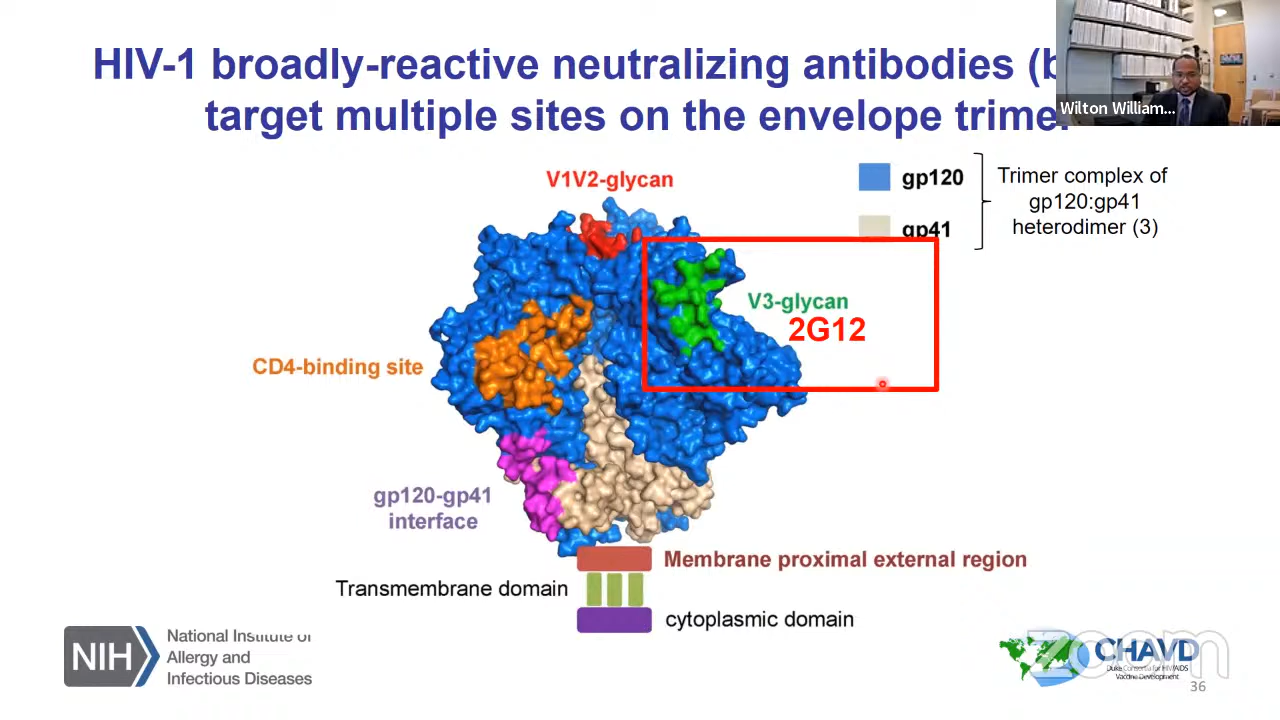 HIV-1 broadly-reactive neutralizing antibodies (b
target multiple sites on the envelope trimer
Wilton William...
V1V2-glycan
gp120
gp41
Trimer complex of
gp120:gp41
heterodimer (3)
V3-glycan
2G12
CD4-binding site
gp120-gp41
interface
Membrane proximal external region
Transmembrane domain
cytoplasmic domain
NIH
National Institute of
Allergy and
Infectious Diseases
CHAVD
Duke Consortium for HIV/AIDS
Vaccine Development
zoom
36